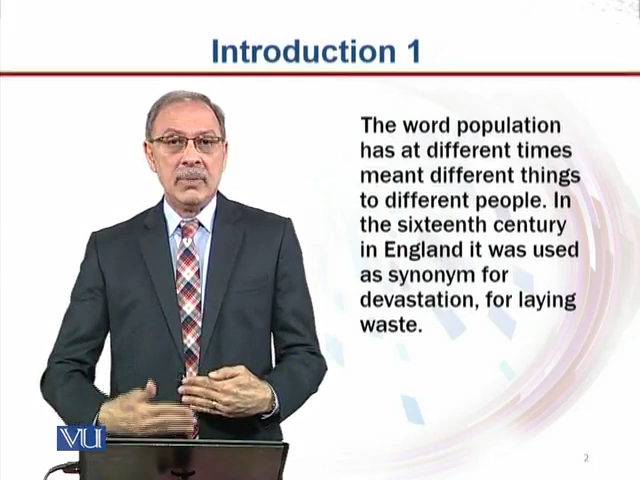 Introduction 1
The word population
has at different times
meant different things
to different people. In
the sixteenth century
in England it was used
as synonym for
devastation, for laying
waste.
VU
2